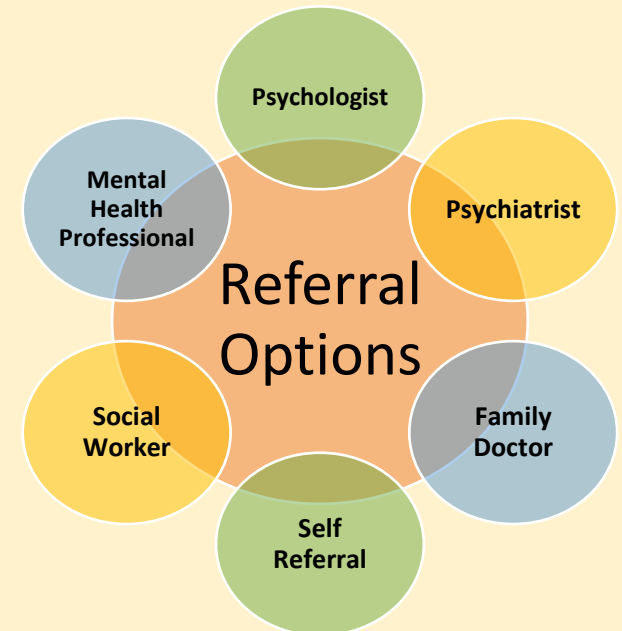 Psychologist
Psychiatrist
Family
Doctor
Self
Referral
Social
Worker
Mental
Health
Professional
Referral
Options